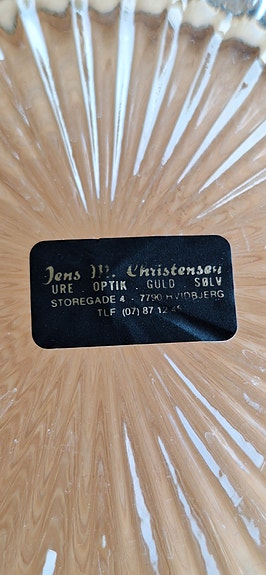 Jens M. Christensen
URE . OPTIK . GULD . SØLV
STOREGADE 4 - 7790 HVIDBJERG
TLF (07) 87 12